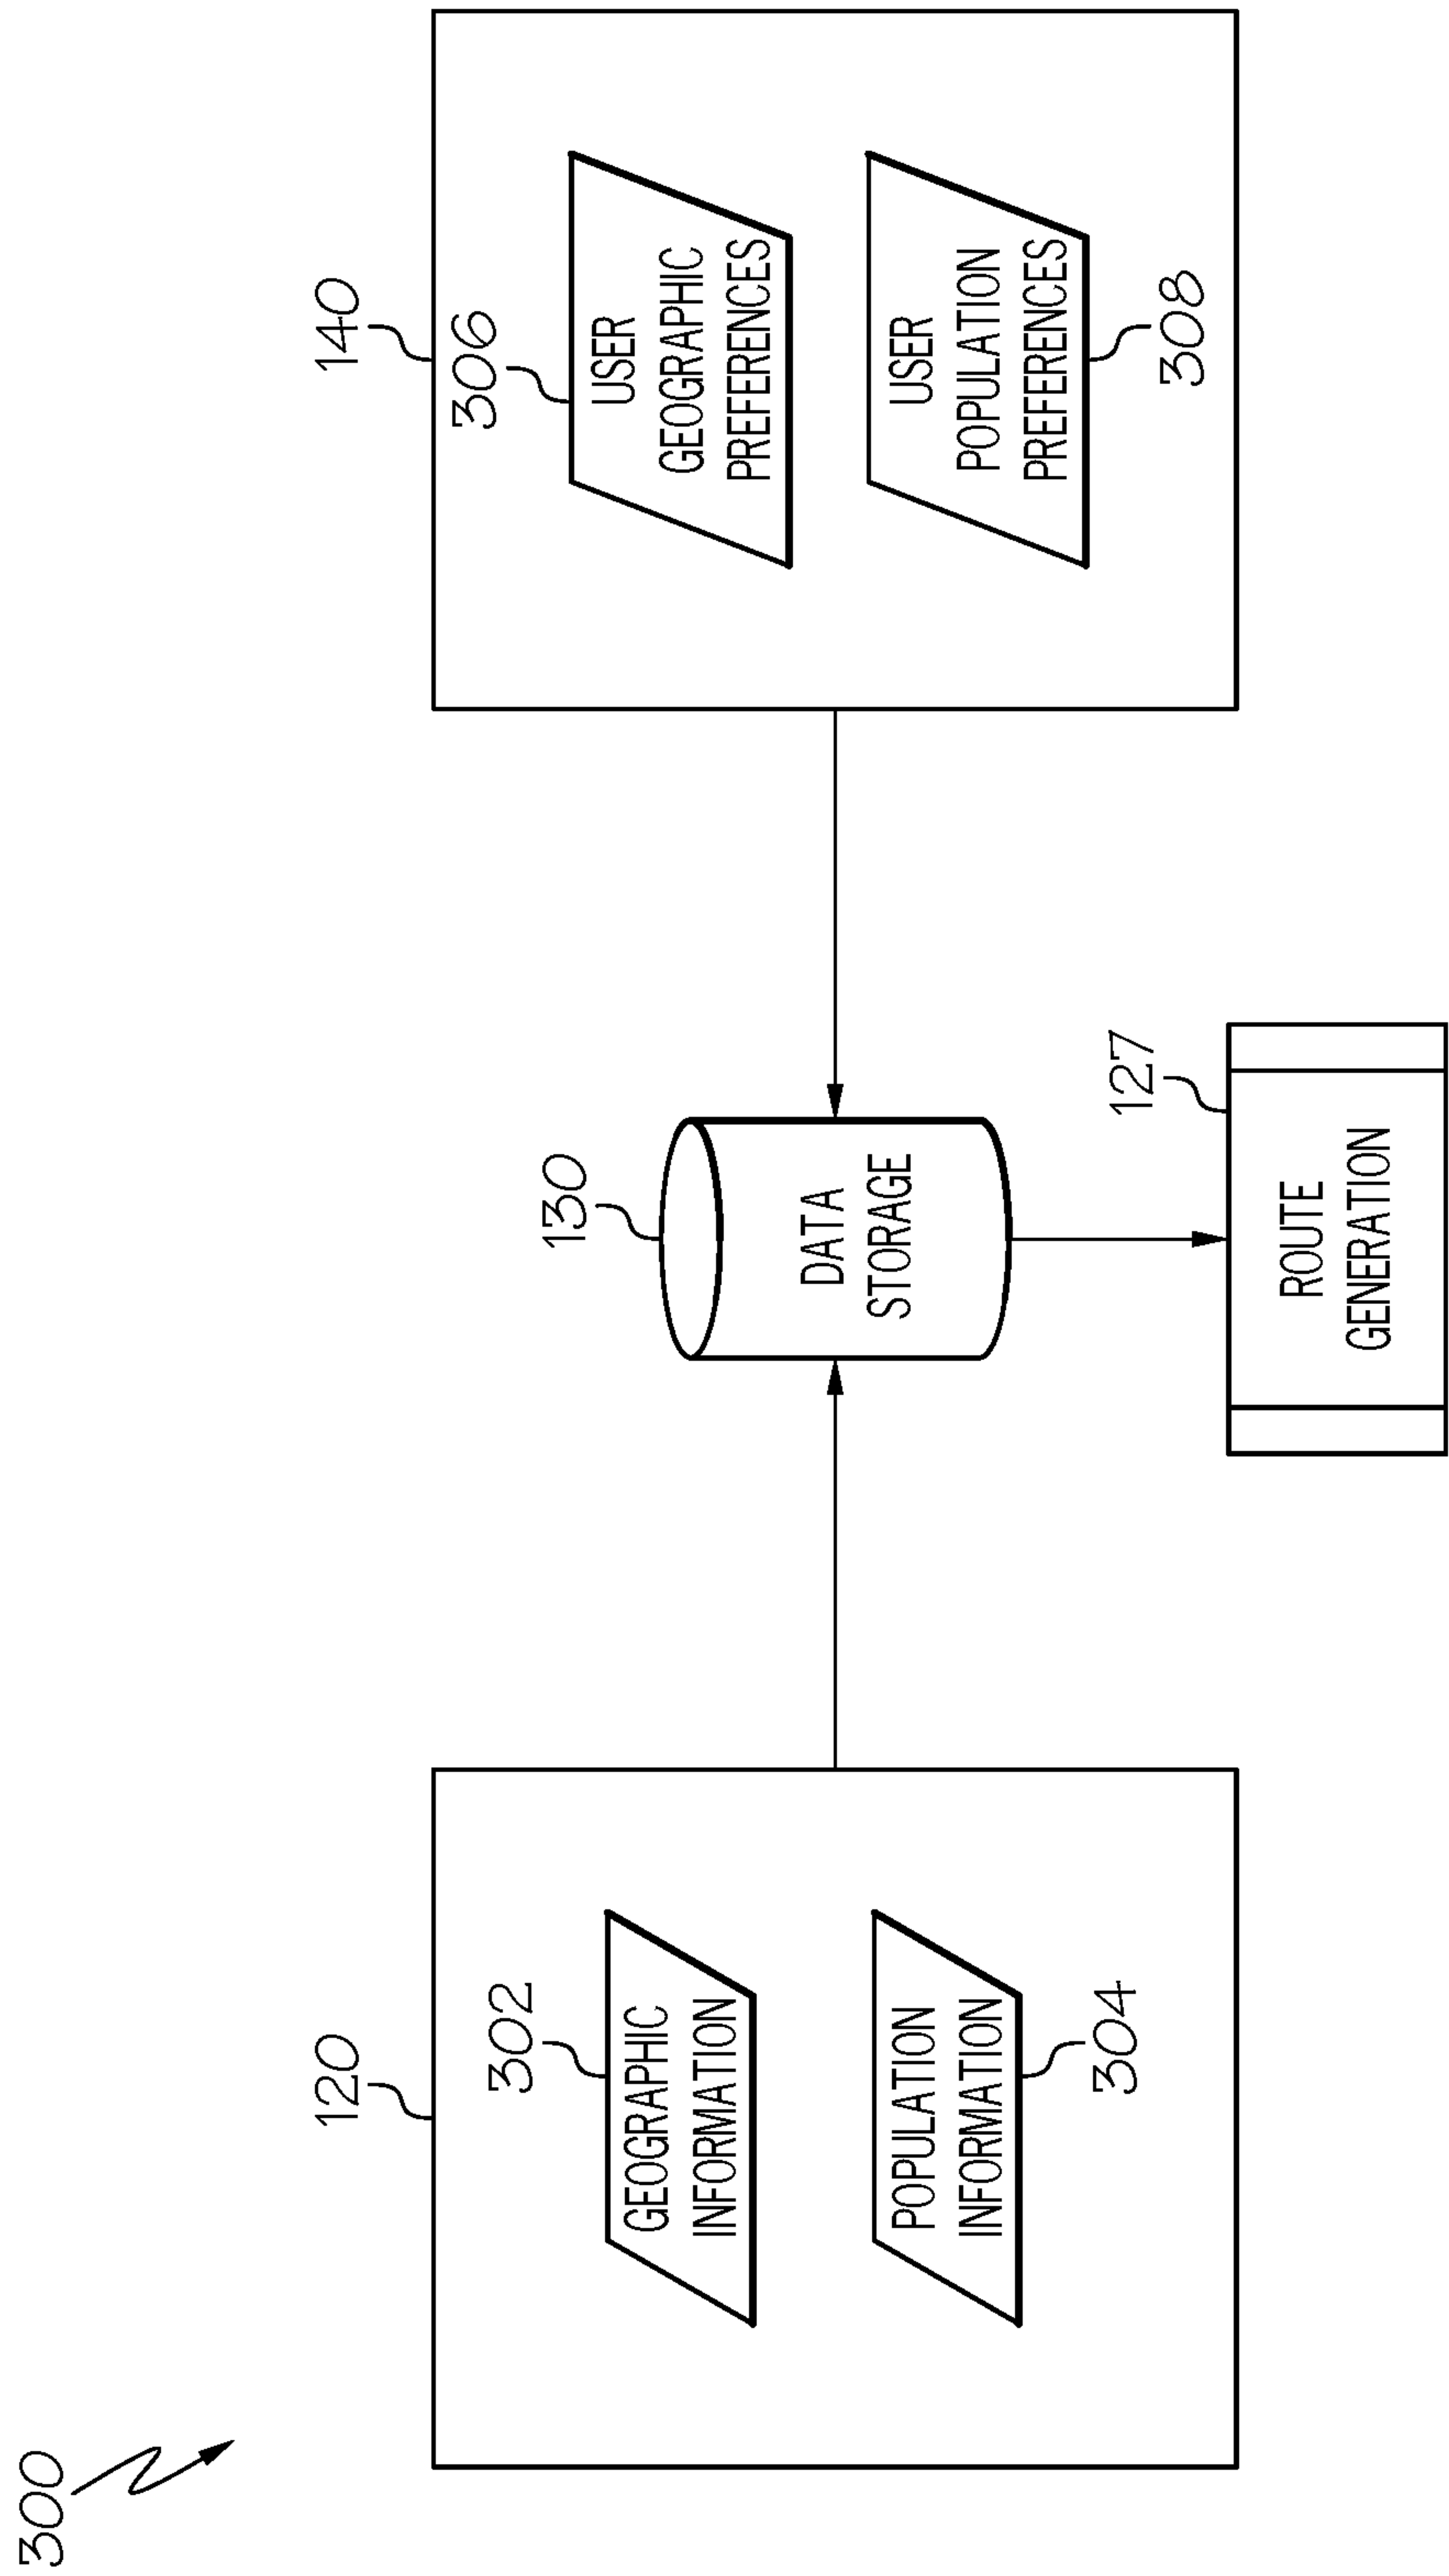 300
120
302
GEOGRAPHIC
INFORMATION
POPULATION
INFORMATION
304
130
DATA
STORAGE
127
ROUTE
GENERATION
140
306
USER
GEOGRAPHIC
PREFERENCES
USER
POPULATION
PREFERENCES
308